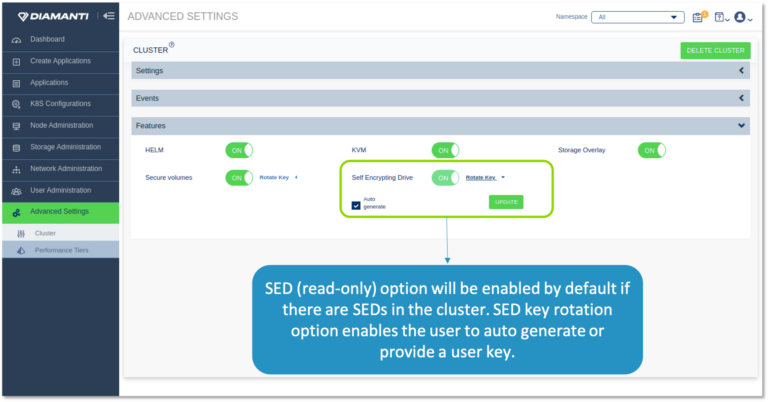 DIAMANTI
ADVANCED SETTINGS
Namespace
All
1
Dashboard
Create Applications
Applications
K8S Configurations
Node Administration
Storage Administration
Network Administration
User Administration
Advanced Settings
Cluster
Performance Tiers
CLUSTER
DELETE CLUSTER
Settings
Events
Features
HELM
ON
KVM
ON
Storage Overlay
ON
Secure volumes
ON
Rotate Key
Self Encrypting Drive
ON
Rotate Key
Auto
generate
UPDATE
SED (read-only) option will be enabled by default if
there are SEDs in the cluster. SED key rotation
option enables the user to auto generate or
provide a user key.